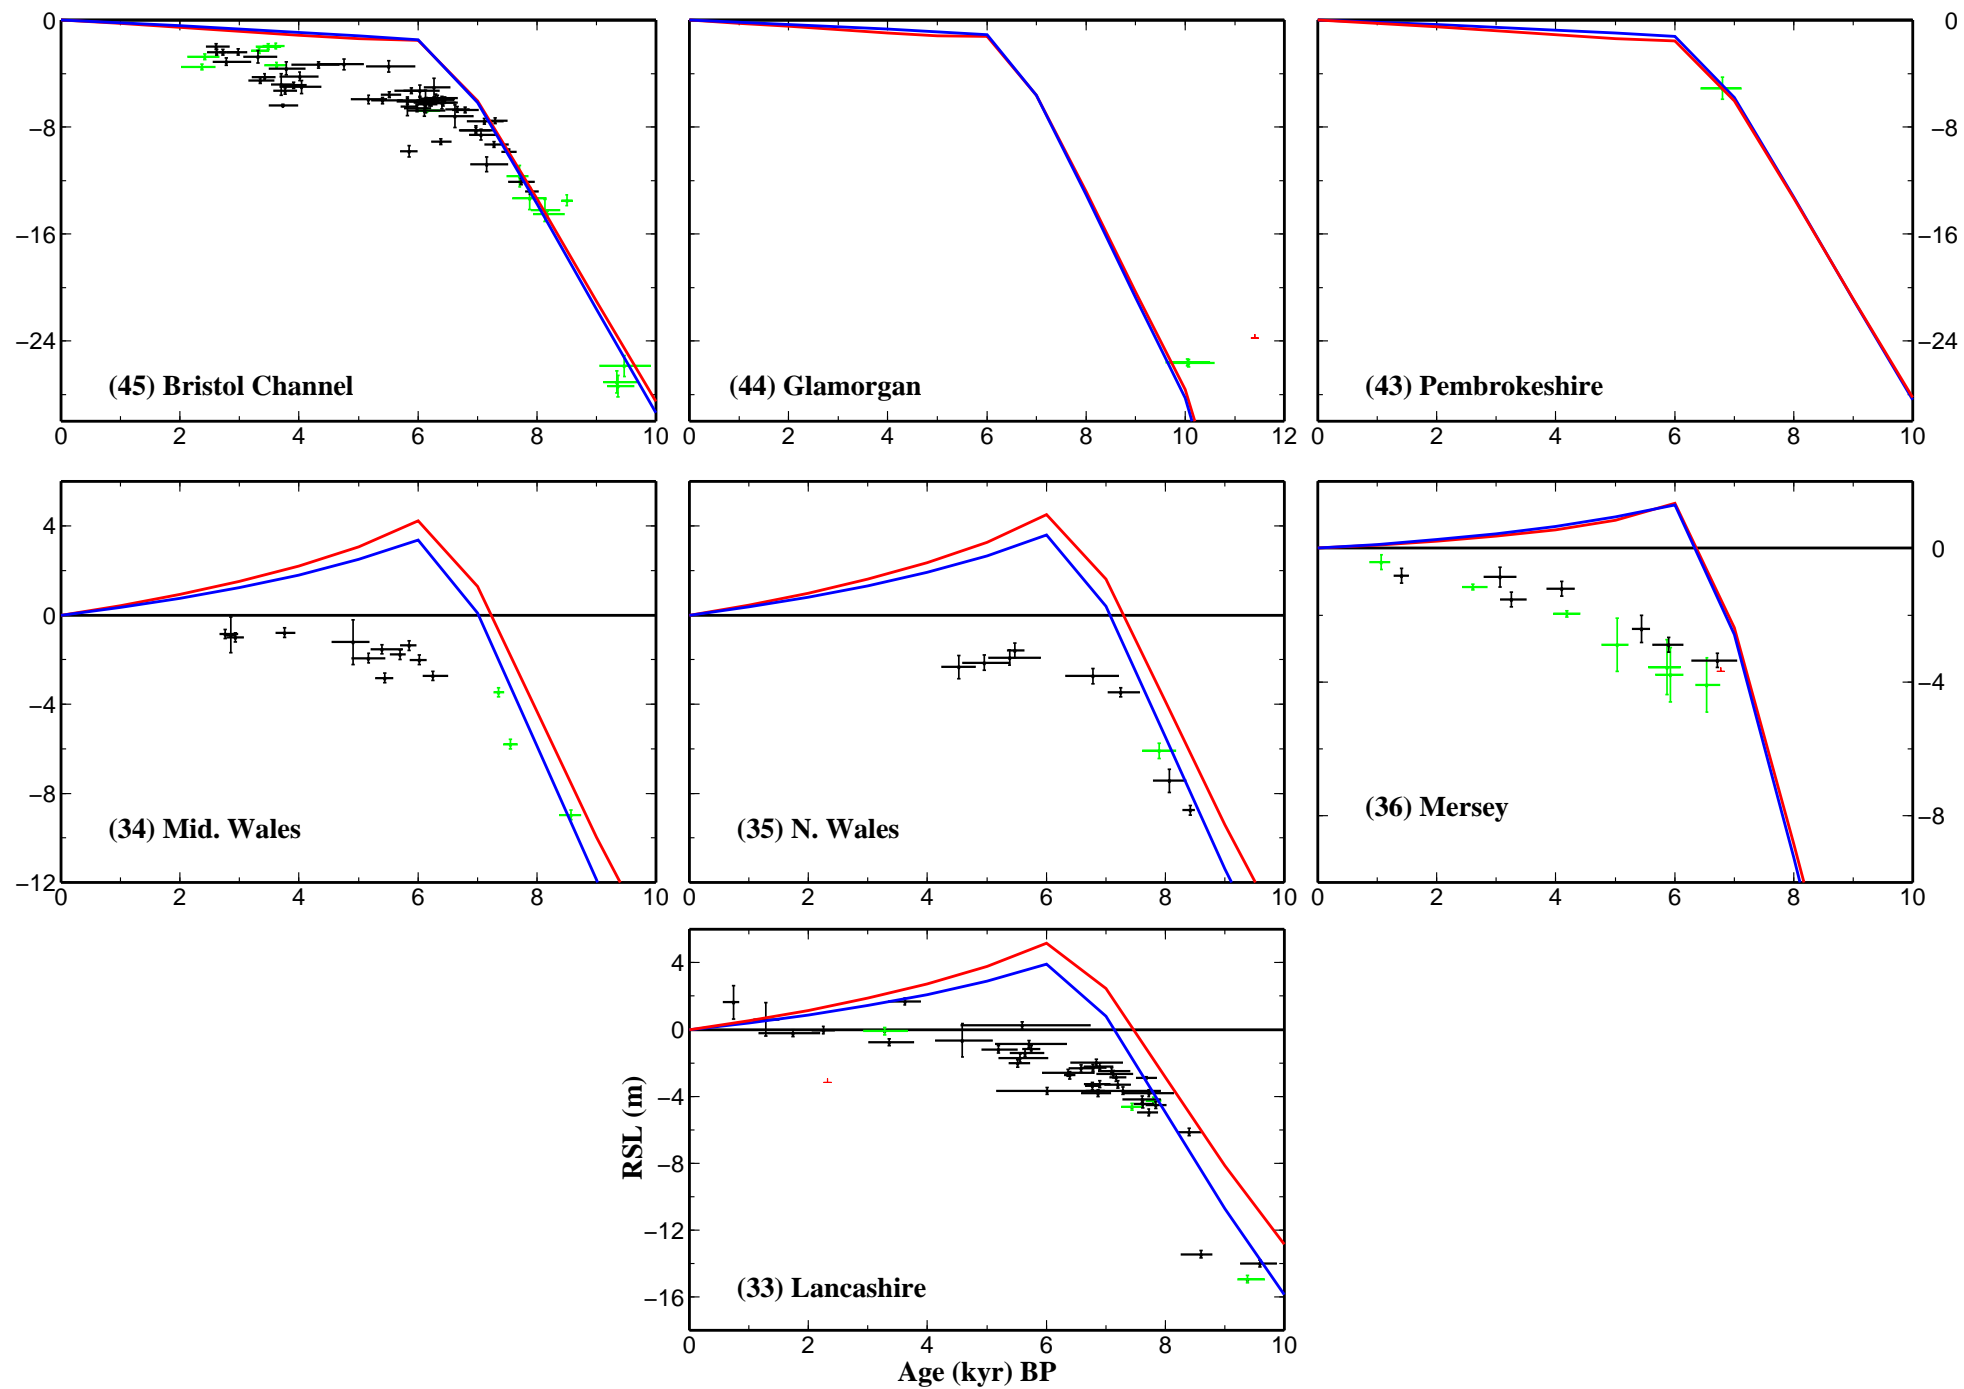 0
−8
−16
−24
(45) Bristol Channel
0 2 4 6 8 10
(44) Glamorgan
0 2 4 6 8 10 12
0
−8
−16
−24
(43) Pembrokeshire
0 2 4 6 8 10
4
0
−4
−8
−12
(34) Mid. Wales
0 2 4 6 8 10
(35) N. Wales
0 2 4 6 8 10
0
−4
−8
(36) Mersey
0 2 4 6 8 10
4
0
−4
−8
−12
−16
RSL (m)
(33) Lancashire
0 2 4 6 8 10
Age (kyr) BP